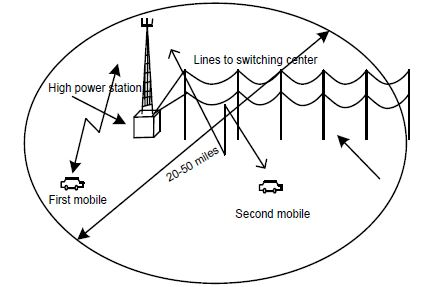 Lines to switching center
High power station
20-50 miles
First mobile
Second mobile